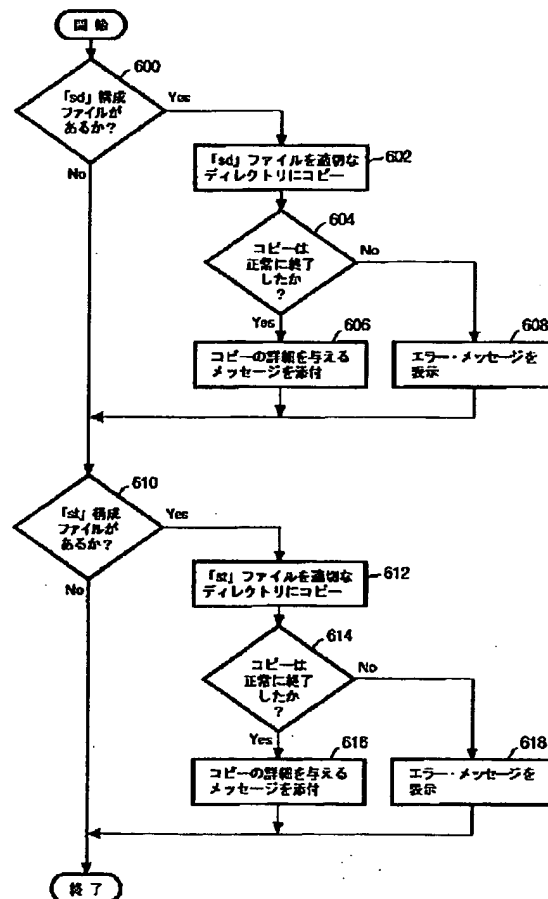 開始
600
「sd」構成
ファイルが
あるか?
Yes
No
「sd」ファイルを適切な
ディレクトリにコピー
602
604
コピーは
正常に終了
したか
?
No
Yes
606
コピーの詳細を与える
メッセージを添付
608
エラー・メッセージを
表示
610
「st」構成
ファイルが
あるか?
Yes
No
「st」ファイルを適切な
ディレクトリにコピー
612
614
コピーは
正常に終了
したか
?
No
Yes
616
コピーの詳細を与える
メッセージを添付
618
エラー・メッセージを
表示
終了